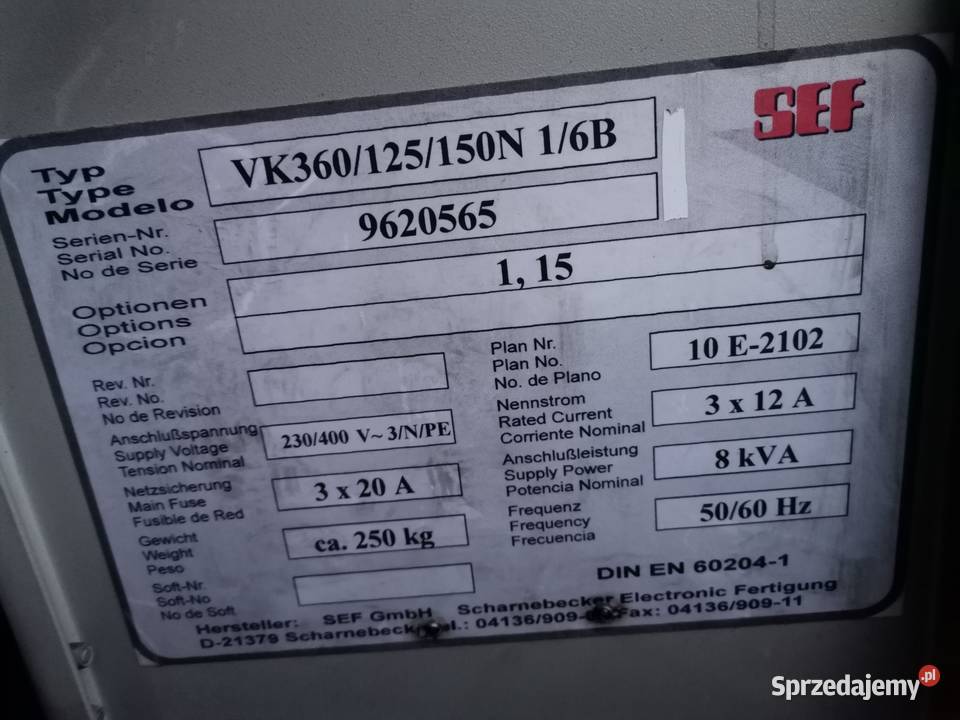 SEF
Typ
Type
Modelo
VK360/125/150N 1/6B
Serien-Nr.
Serial No.
No de Serie
9620565
Optionen
Options
Opcion
1, 15
Rev. Nr.
Rev. No.
No de Revision
Anschlußspannung
Supply Voltage
Tension Nominal
230/400 V~ 3/N/PE
Netzsicherung
Main Fuse
Fusible de Red
3 x 20 A
Gewicht
Weight
Peso
ca. 250 kg
Soft-Nr.
Soft-No
No de Soft
Plan Nr.
Plan No.
No. de Plano
10 E-2102
Nennstrom
Rated Current
Corriente Nominal
3 x 12 A
Anschlußleistung
Supply Power
Potencia Nominal
8 kVA
Frequenz
Frequency
Frecuencia
50/60 Hz
DIN EN 60204-1
Hersteller: SEF GmbH Scharnebecker Electronic Fertigung
D-21379 Scharnebeck 04136/909- Fax: 04136/909-11
Sprzedajemy.pl